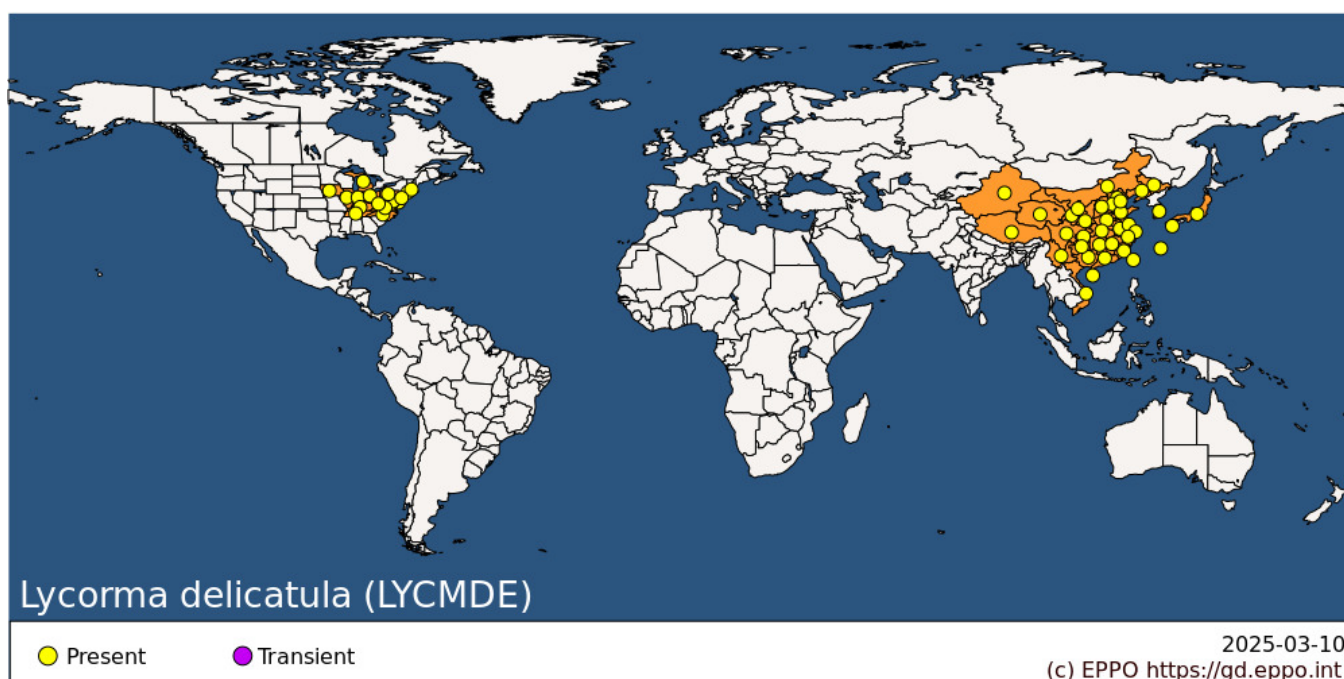 Lycorma delicatula (LYCMDE)
Present
Transient
2025-03-10
(c) EPPO https://gd.eppo.int